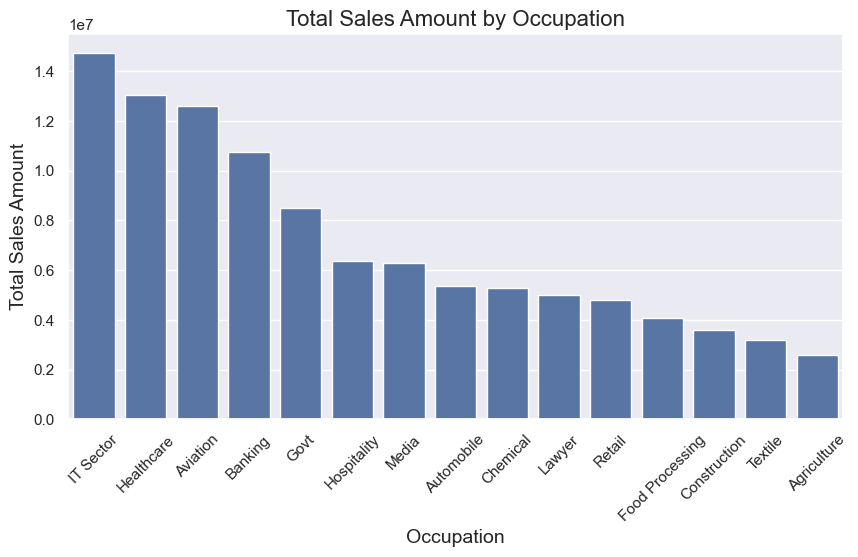 Total Sales Amount by Occupation
1e7
1.4
1.2
1.0
0.8
0.6
0.4
0.2
0.0
Total Sales Amount
IT Sector
Healthcare
Aviation
Banking
Govt
Hospitality
Media
Automobile
Chemical
Lawyer
Retail
Food Processing
Construction
Textile
Agriculture
Occupation